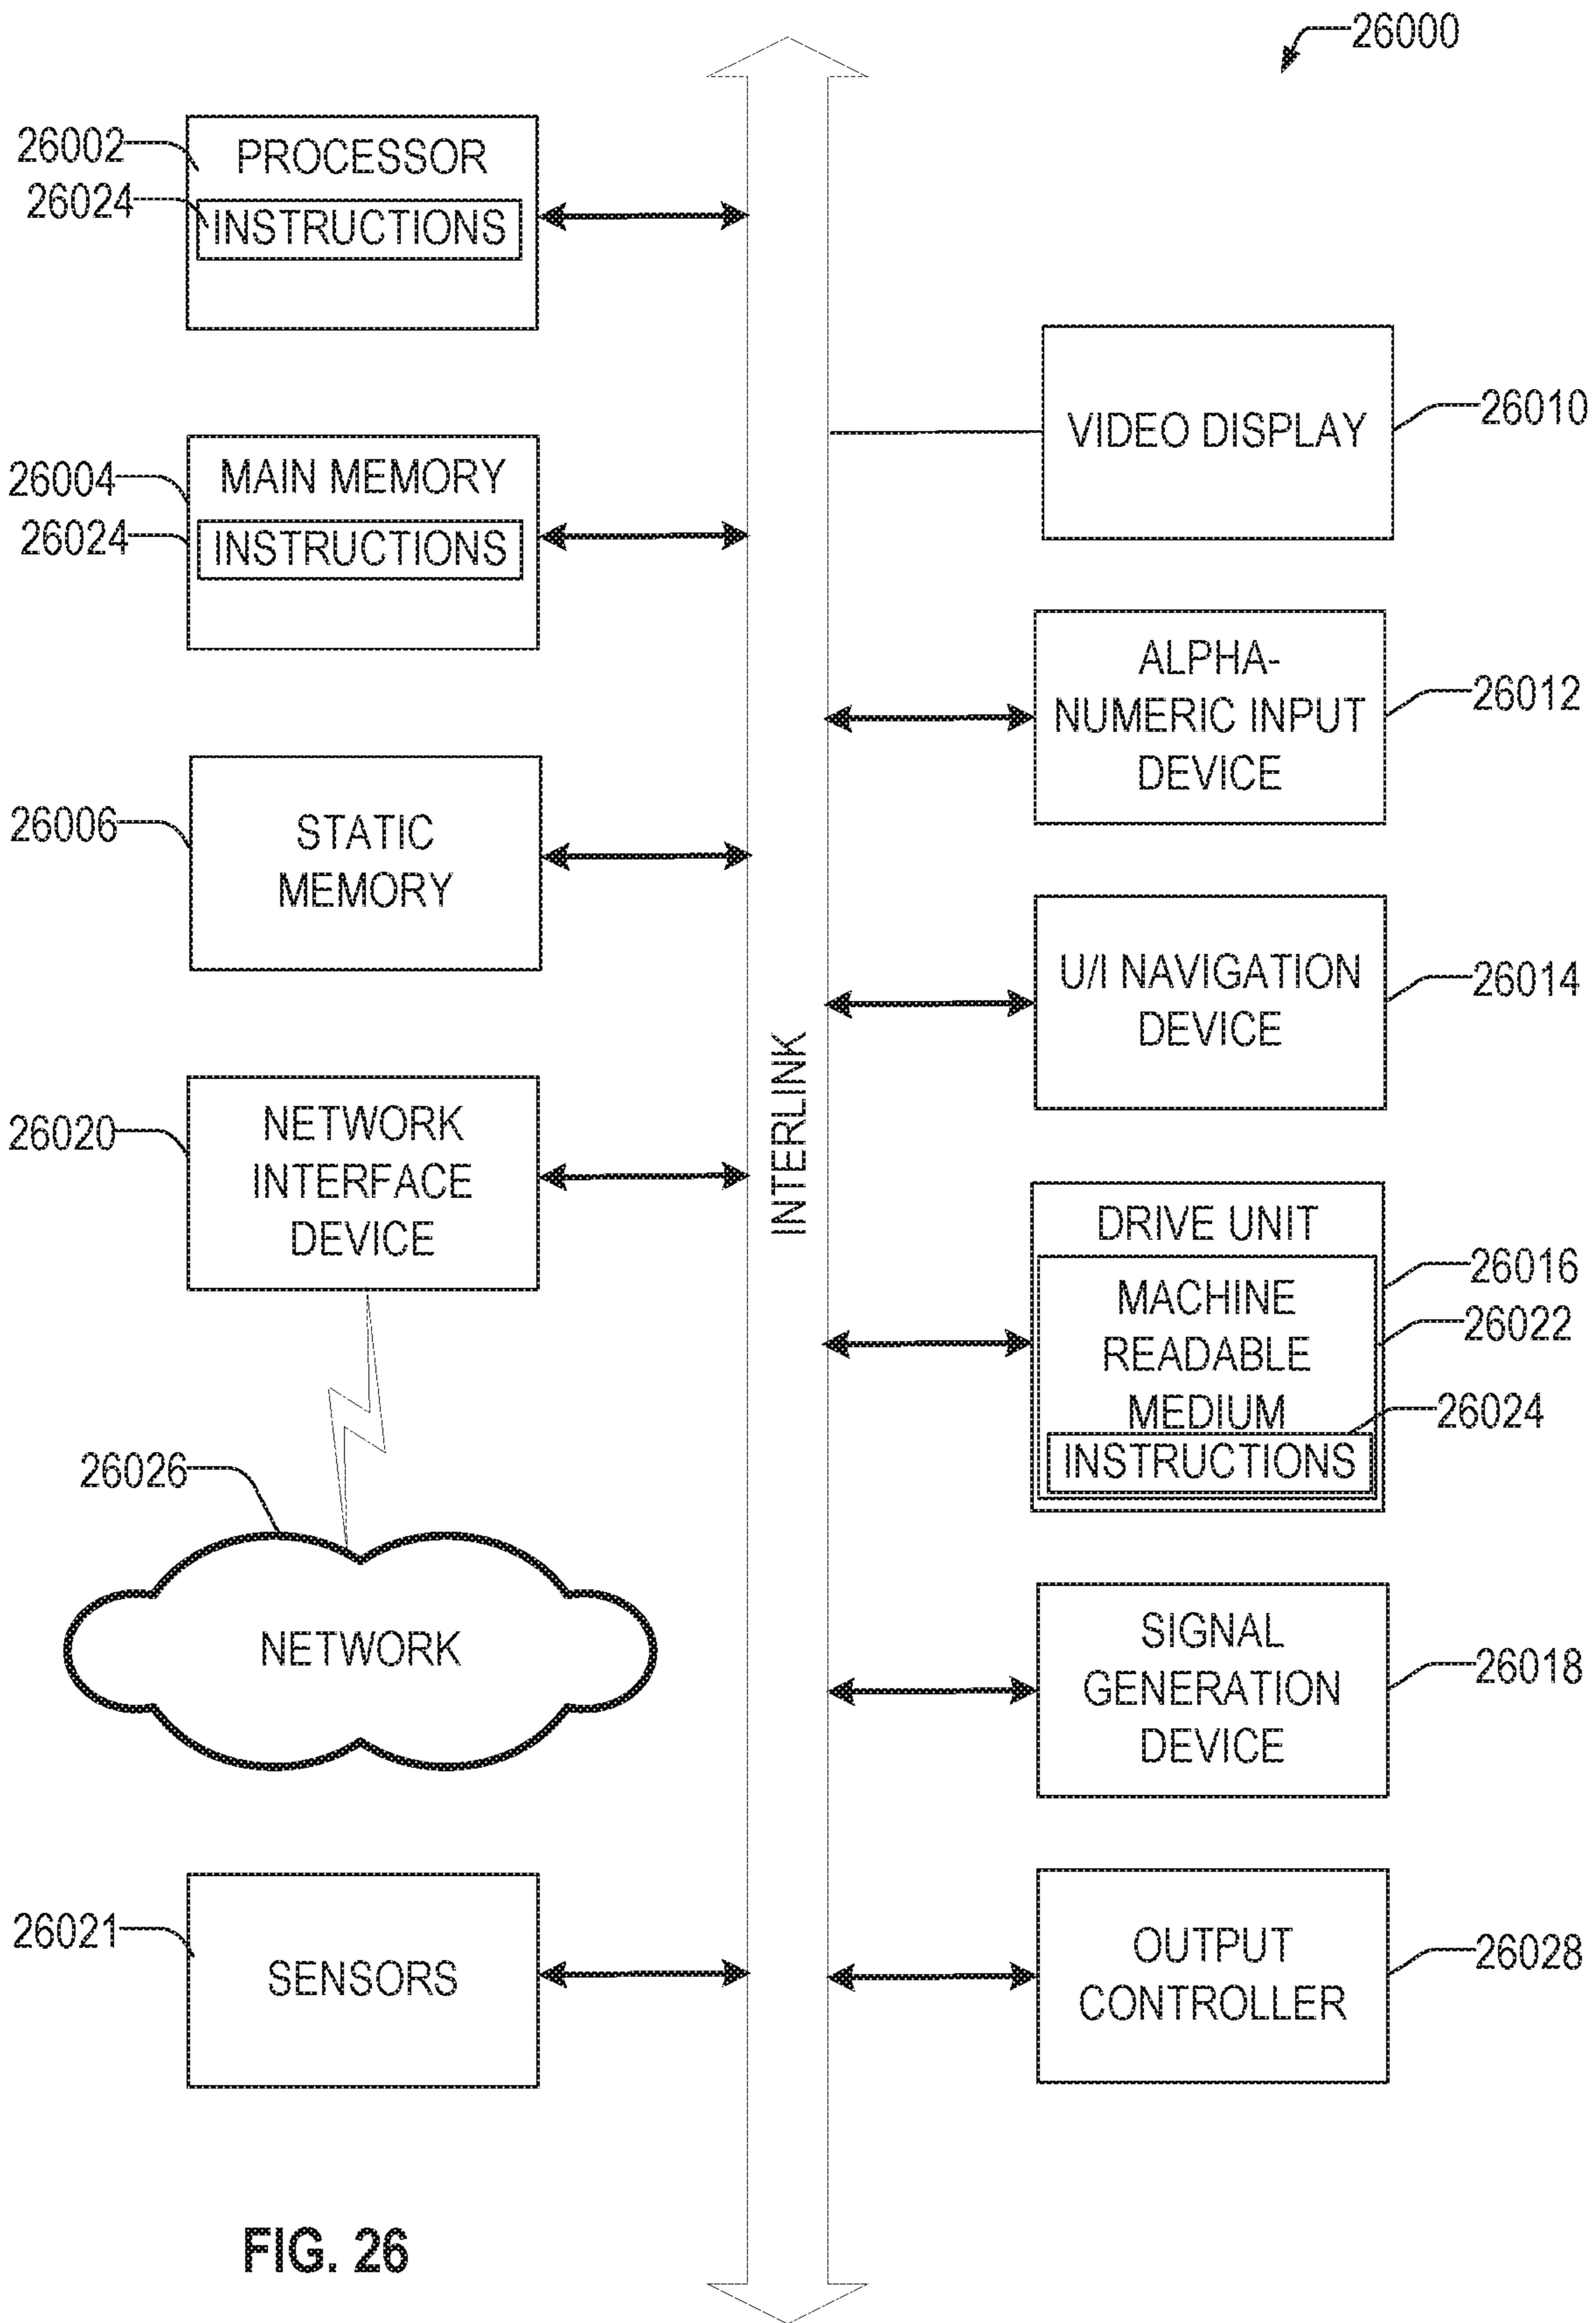 26000
26002
PROCESSOR
26024
INSTRUCTIONS
26004
MAIN MEMORY
26024
INSTRUCTIONS
26006
STATIC
MEMORY
26020
NETWORK
INTERFACE
DEVICE
26026
NETWORK
26021
SENSORS
INTERLINK
VIDEO DISPLAY
26010
ALPHA-
NUMERIC INPUT
DEVICE
26012
U/I NAVIGATION
DEVICE
26014
DRIVE UNIT
26016
MACHINE
READABLE
MEDIUM
26022
26024
INSTRUCTIONS
SIGNAL
GENERATION
DEVICE
26018
OUTPUT
CONTROLLER
26028
FIG. 26